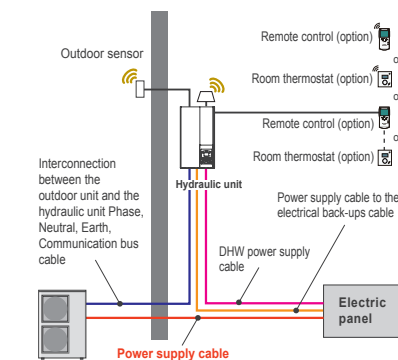 Remote control (option)
o
Outdoor sensor
Room thermostat (option)
o
Remote control (option)
o
Room thermostat (option)
Interconnection
between the
outdoor unit and the
hydraulic unit Phase,
Neutral, Earth,
Communication bus
cable
Hydraulic unit
Power supply cable to the
electrical back-ups cable
DHW power supply
cable
Electric
panel
Power supply cable